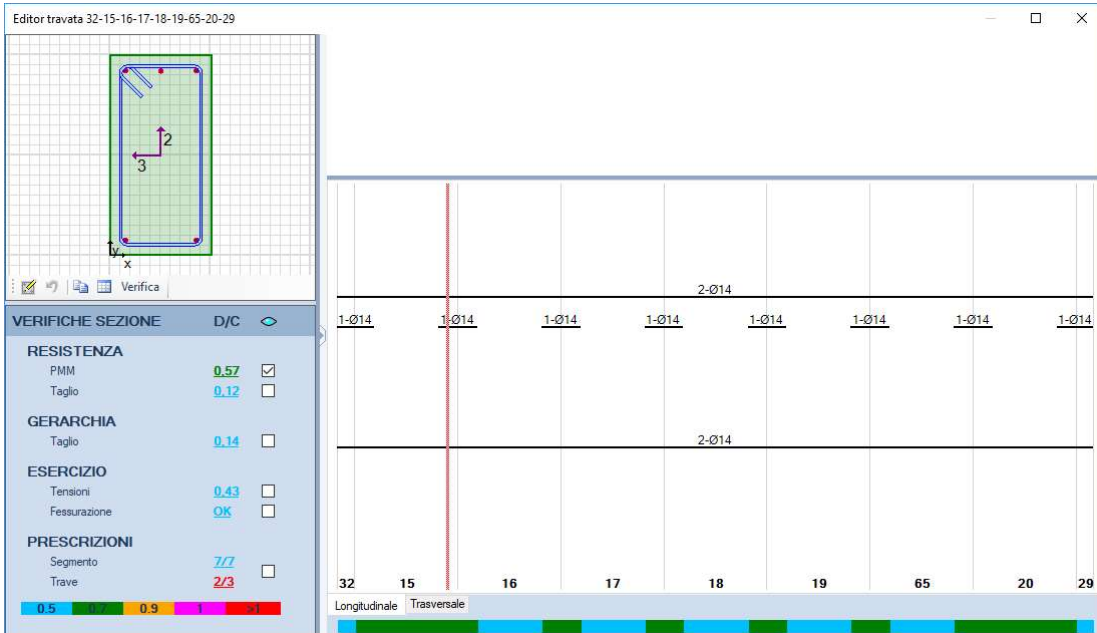 Editor travata 32-15-16-17-18-19-65-20-29
2
3
y
x
Verifica
VERIFICHE SEZIONE D/C
RESISTENZA
PMM 0,57
Taglio 0,12
GERARCHIA
Taglio 0,14
ESERCIZIO
Tensioni 0,43
Fessurazione OK
PRESCRIZIONI
Segmento 7/7
Trave 2/3
0.5 0.7 0.9 1 >1
2-Ø14
1-Ø14 1-Ø14 1-Ø14 1-Ø14 1-Ø14 1-Ø14 1-Ø14 1-Ø14
2-Ø14
32 15 16 17 18 19 65 20 29
Longitudinale Trasversale